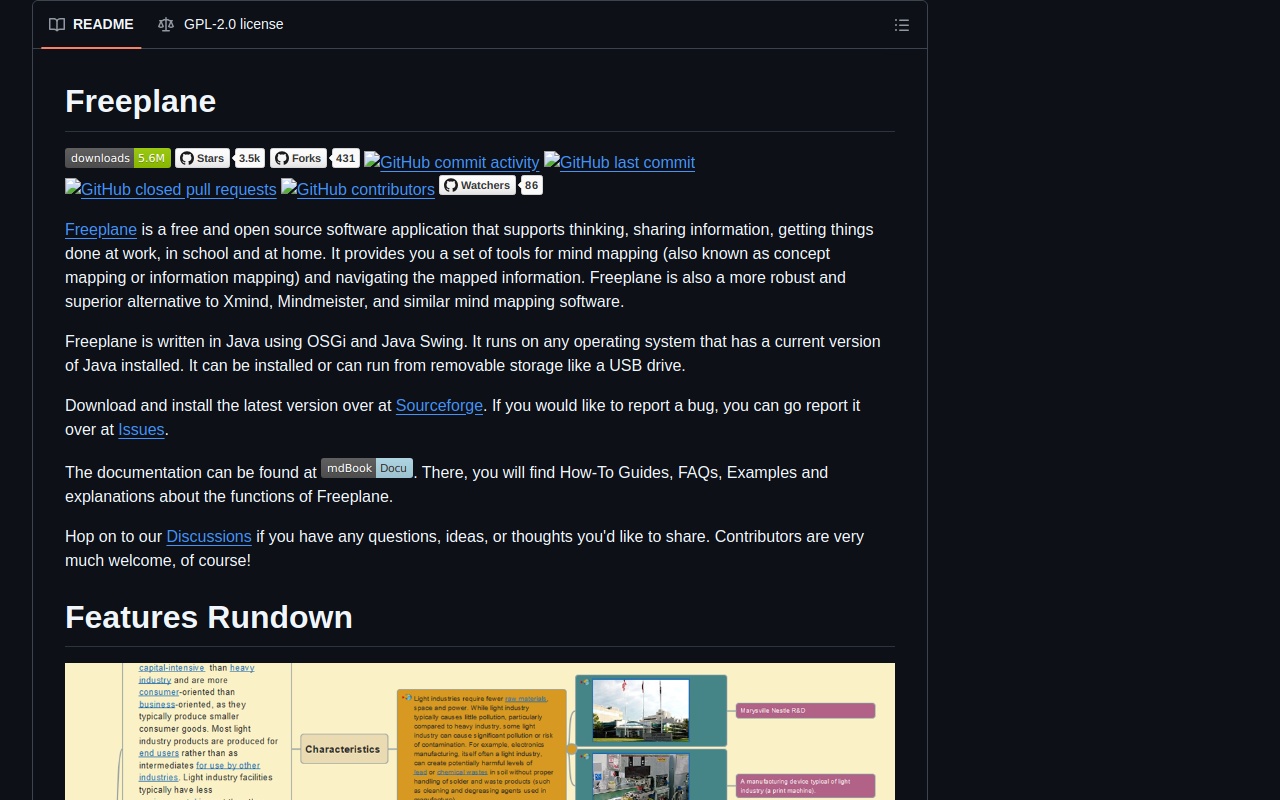 README GPL-2.0 license
Freeplane
downloads 5.6M Stars 3.5k Forks 431 GitHub commit activity GitHub last commit
GitHub closed pull requests GitHub contributors Watchers 86
Freeplane is a free and open source software application that supports thinking, sharing information, getting things
done at work, in school and at home. It provides you a set of tools for mind mapping (also known as concept
mapping or information mapping) and navigating the mapped information. Freeplane is also a more robust and
superior alternative to Xmind, Mindmeister, and similar mind mapping software.
Freeplane is written in Java using OSGi and Java Swing. It runs on any operating system that has a current version
of Java installed. It can be installed or can run from removable storage like a USB drive.
Download and install the latest version over at Sourceforge. If you would like to report a bug, you can go report it
over at Issues.
The documentation can be found at mdBook Docu. There, you will find How-To Guides, FAQs, Examples and
explanations about the functions of Freeplane.
Hop on to our Discussions if you have any questions, ideas, or thoughts you'd like to share. Contributors are very
much welcome, of course!
Features Rundown
capital-intensive than heavy
industry and are more
consumer-oriented than
business-oriented, as they
typically produce smaller
consumer goods. Most light
industry products are produced for
end users rather than as
intermediates for use by other
industries. Light industry facilities
typically have less
Characteristics
Light industries require fewer raw materials,
space and power. While light industry
typically causes little pollution, particularly
compared to heavy industry, some light
industry can cause significant pollution or risk
of contamination. For example, electronics
manufacturing, itself often a light industry,
can create potentially harmful levels of
lead or chemical wastes in soil without proper
handling of solder and waste products (such
as cleaning and degreasing agents used in
Marysville Nestle R&D
A manufacturing device typical of light
industry (a print machine).